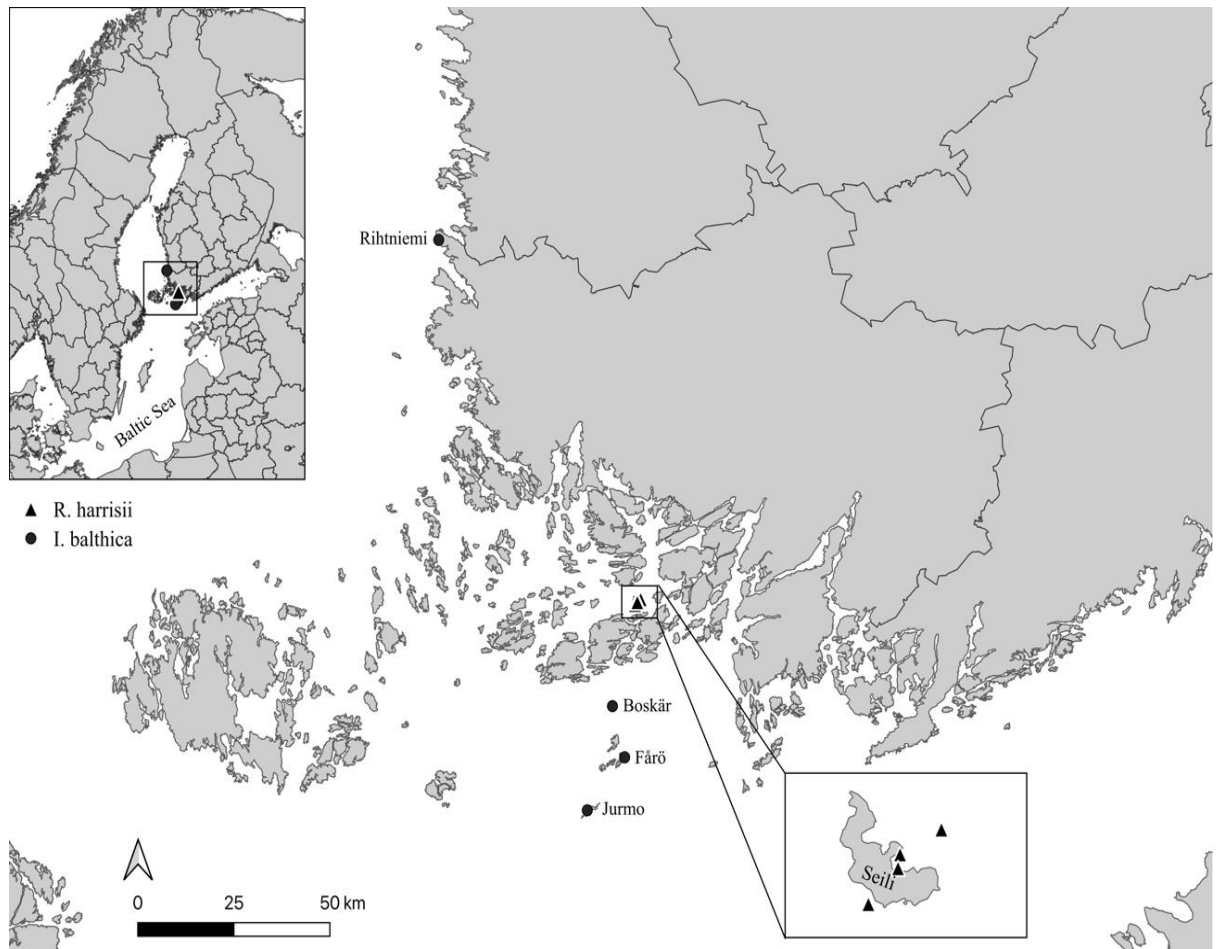 Baltic Sea
R. harrisii
I. balthica
Rihtniemi
Boskär
Fårö
Jurmo
Seili
0 25 50 km